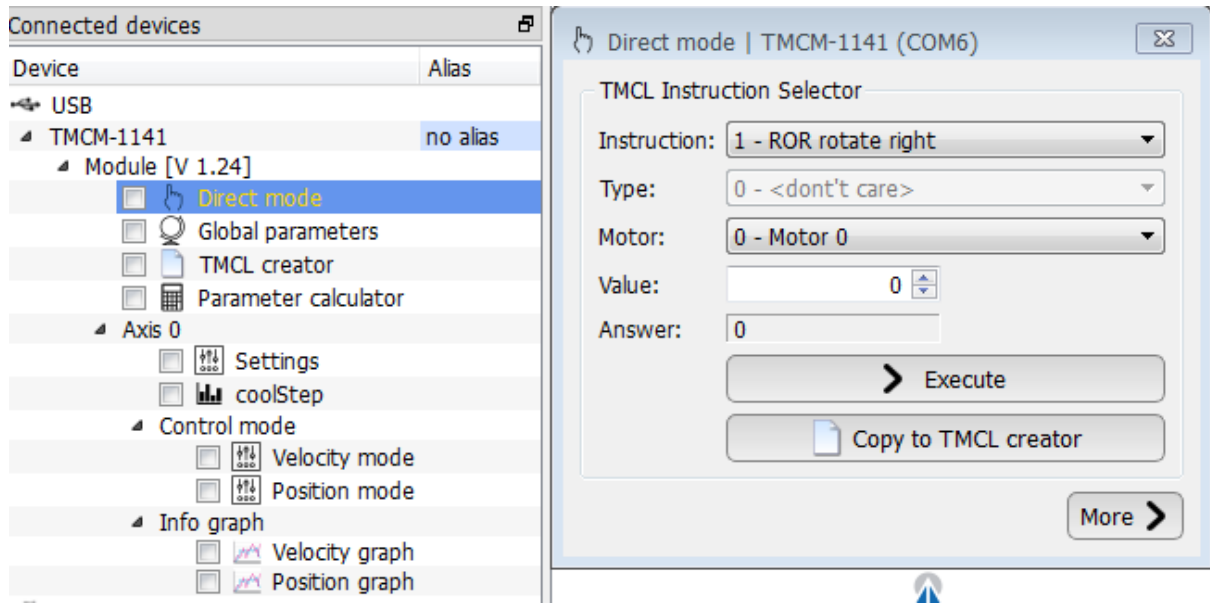 Connected devices
Device Alias
USB
TMCM-1141 no alias
Module [V 1.24]
Direct mode
Global parameters
TMCL creator
Parameter calculator
Axis 0
Settings
coolStep
Control mode
Velocity mode
Position mode
Info graph
Velocity graph
Position graph
Direct mode | TMCM-1141 (COM6)
TMCL Instruction Selector
Instruction: 1 - ROR rotate right
Type: 0 - <dont't care>
Motor: 0 - Motor 0
Value: 0
Answer: 0
Execute
Copy to TMCL creator
More